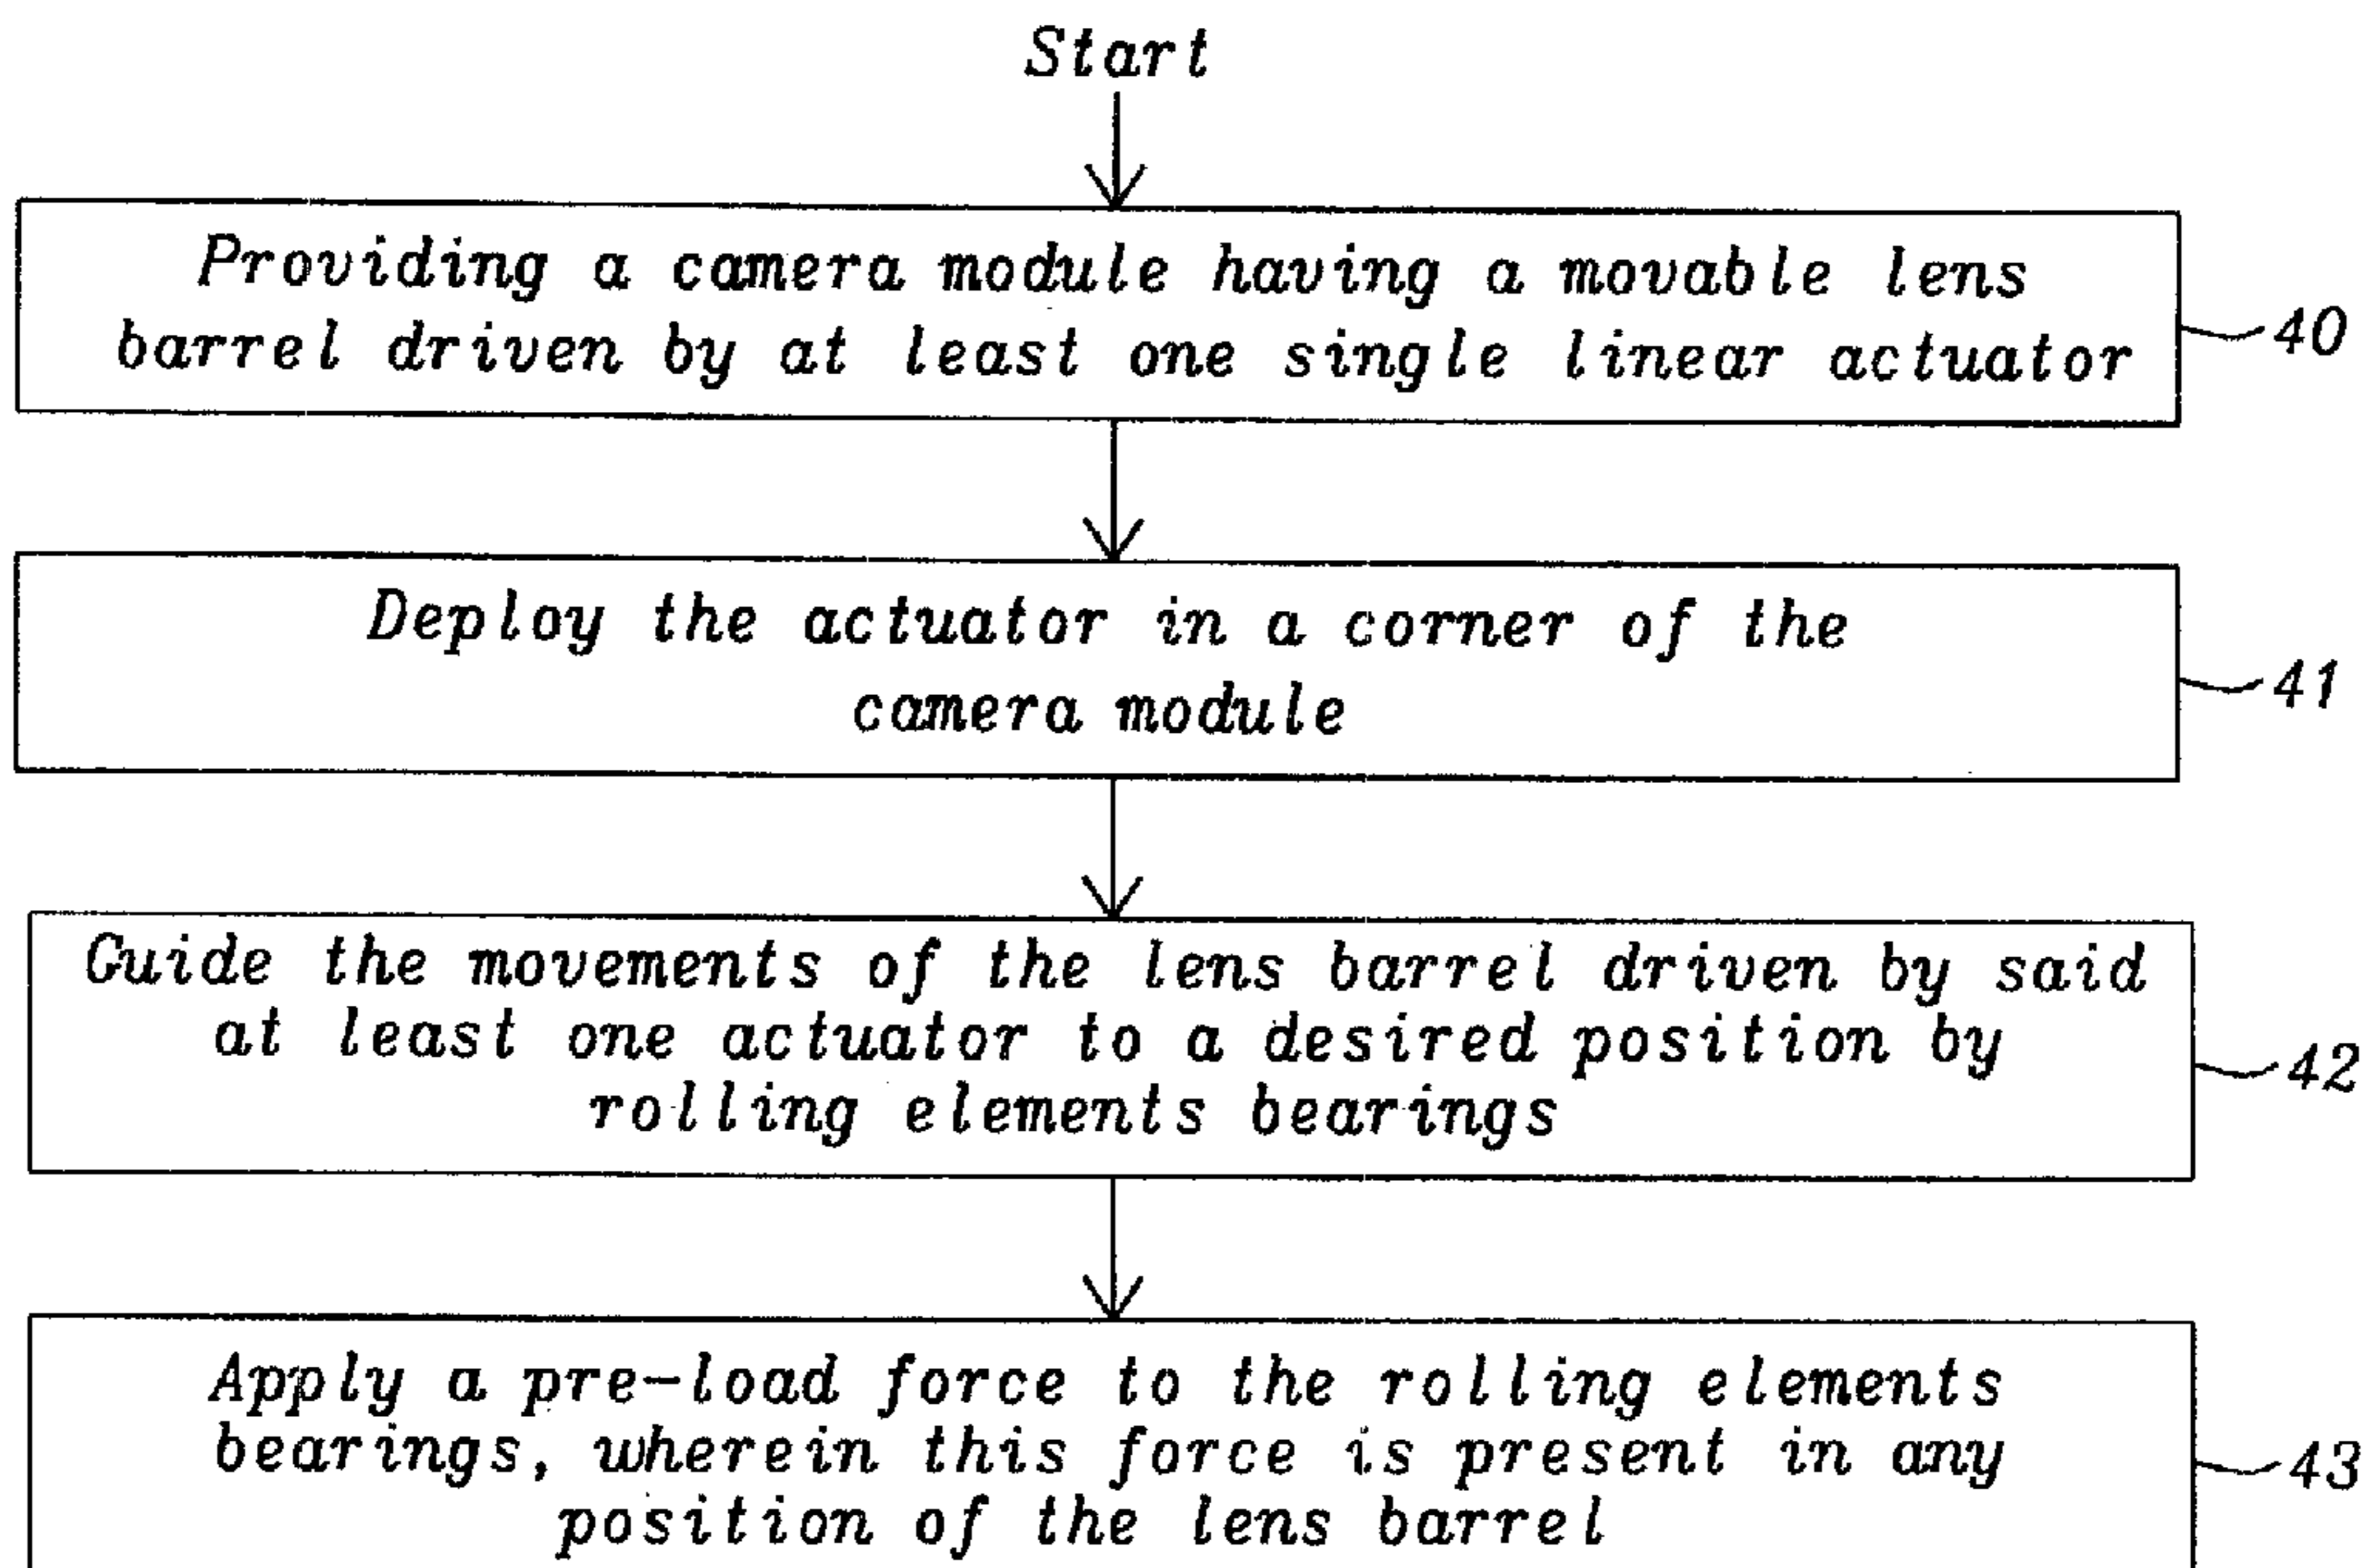 Start
Providing a camera module having a movable lens
barrel driven by at least one single linear actuator
40
Deploy the actuator in a corner of the
camera module
41
Guide the movements of the lens barrel driven by said
at least one actuator to a desired position by
rolling elements bearings
42
Apply a pre-load force to the rolling elements
bearings, wherein this force is present in any
position of the lens barrel
43